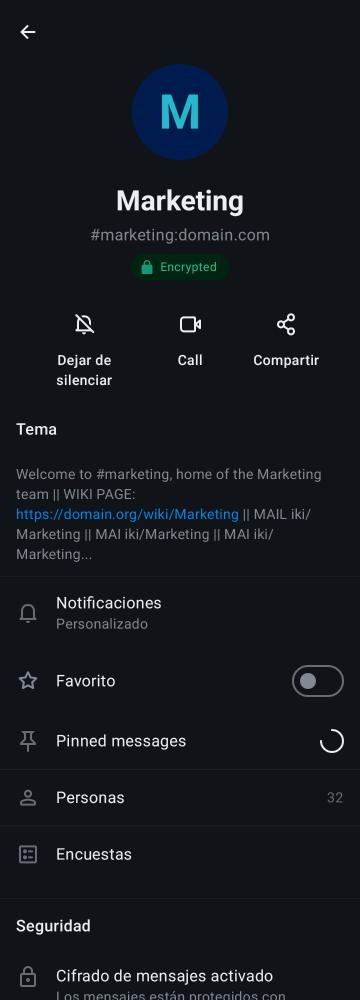 M
Marketing
#marketing:domain.com
Encrypted
Dejar de
silenciar
Call
Compartir
Tema
Welcome to #marketing, home of the Marketing
team || WIKI PAGE:
https://domain.org/wiki/Marketing || MAIL iki/
Marketing || MAI iki/Marketing || MAI iki/
Marketing...
Notificaciones
Personalizado
Favorito
Pinned messages
Personas 32
Encuestas
Seguridad
Cifrado de mensajes activado
Los mensajes están protegidos con